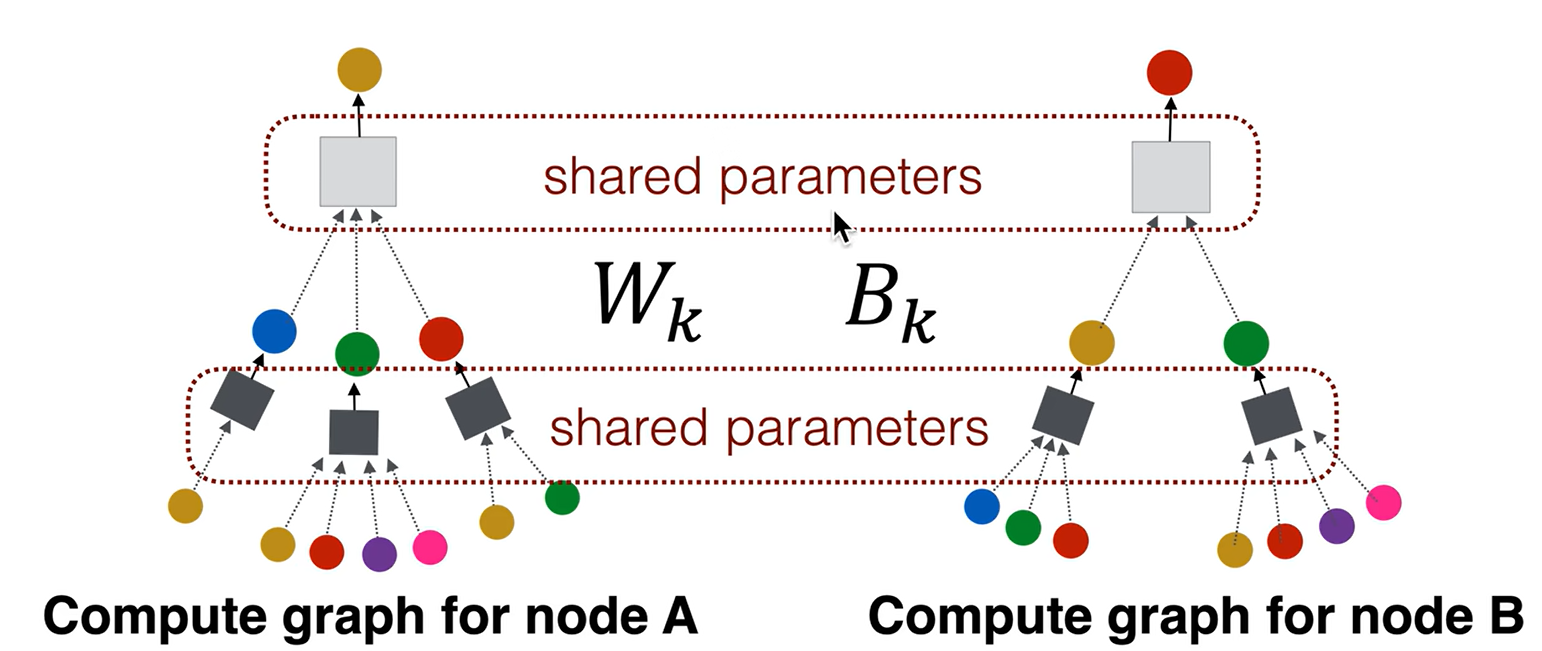 shared parameters
W_k B_k
shared parameters
Compute graph for node A
Compute graph for node B